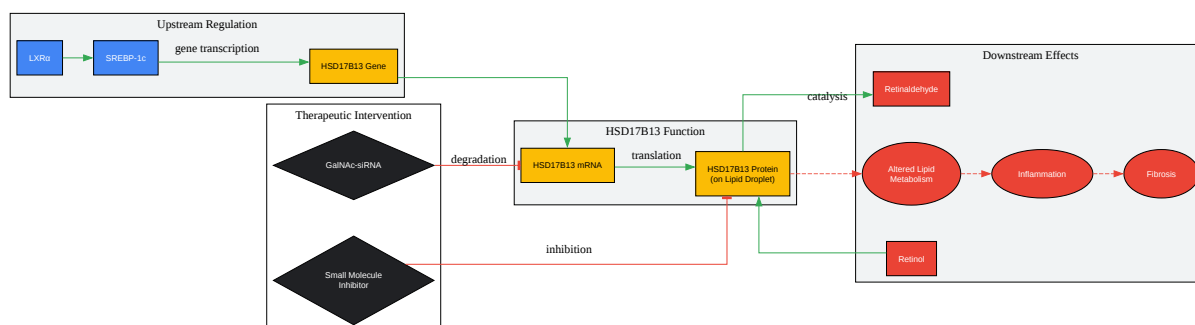 Upstream Regulation
LXRα
SREBP-1c
gene transcription
HSD17B13 Gene
Therapeutic Intervention
GalNAc-siRNA
degradation
Small Molecule
Inhibitor
inhibition
HSD17B13 Function
HSD17B13 mRNA
translation
HSD17B13 Protein
(on Lipid Droplet)
catalysis
Downstream Effects
Retinaldehyde
Altered Lipid
Metabolism
Inflammation
Fibrosis
Retinol